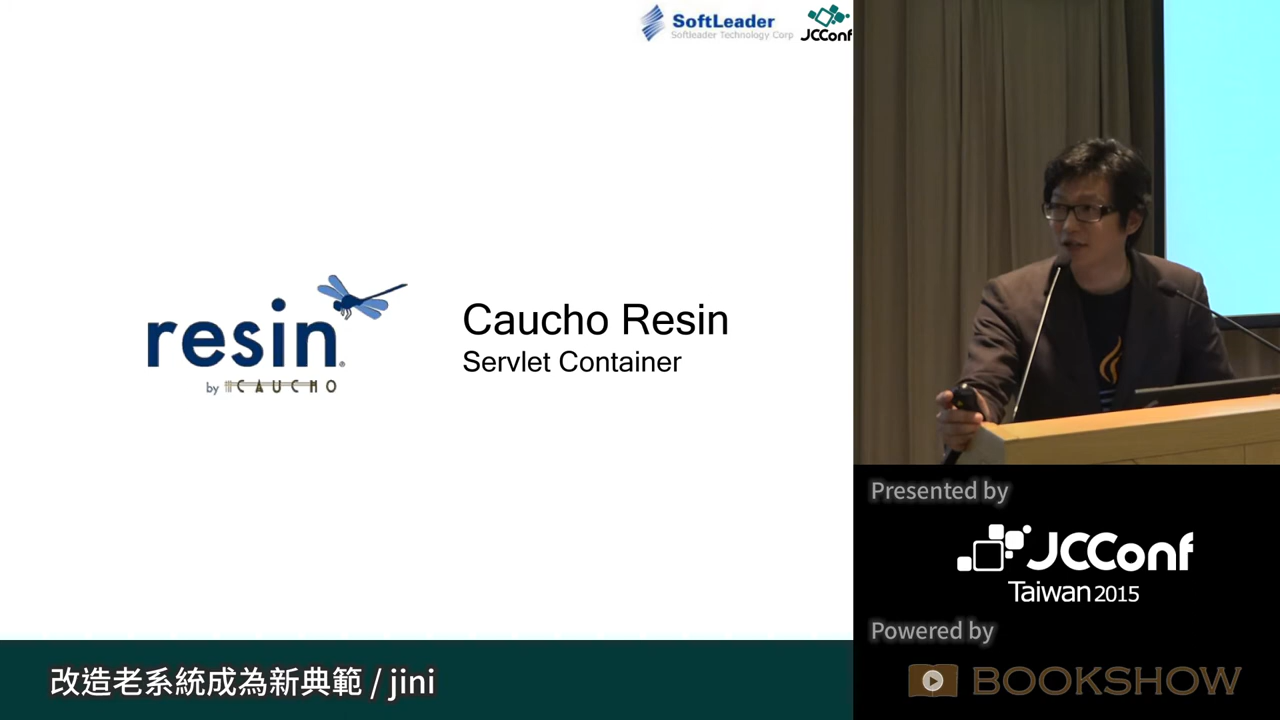 SoftLeader
Softleader Technology Corp
JCConf
resin
by CAUCHO
Caucho Resin
Servlet Container
Presented by
JCConf
Taiwan 2015
Powered by
BOOKSHOW
改造老系統成為新典範 / jini